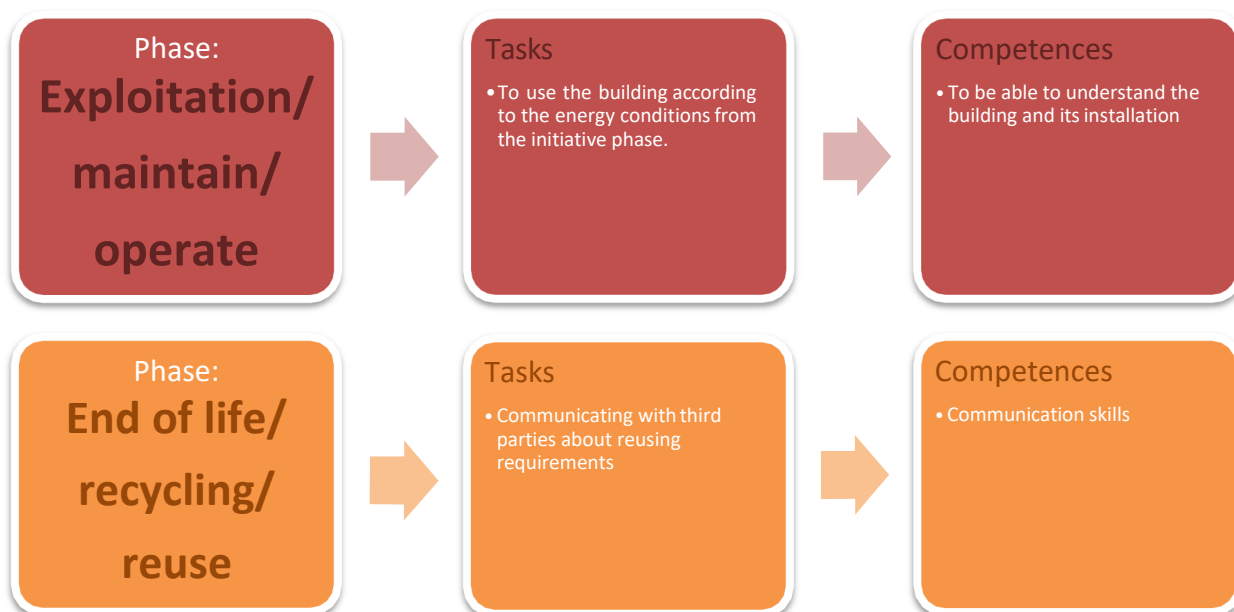 Phase:
Exploitation/
maintain/
operate
Tasks
• To use the building according
to the energy conditions from
the initiative phase.
Competences
• To be able to understand the
building and its installation
Phase:
End of life/
recycling/
reuse
Tasks
• Communicating with third
parties about reusing
requirements
Competences
• Communication skills